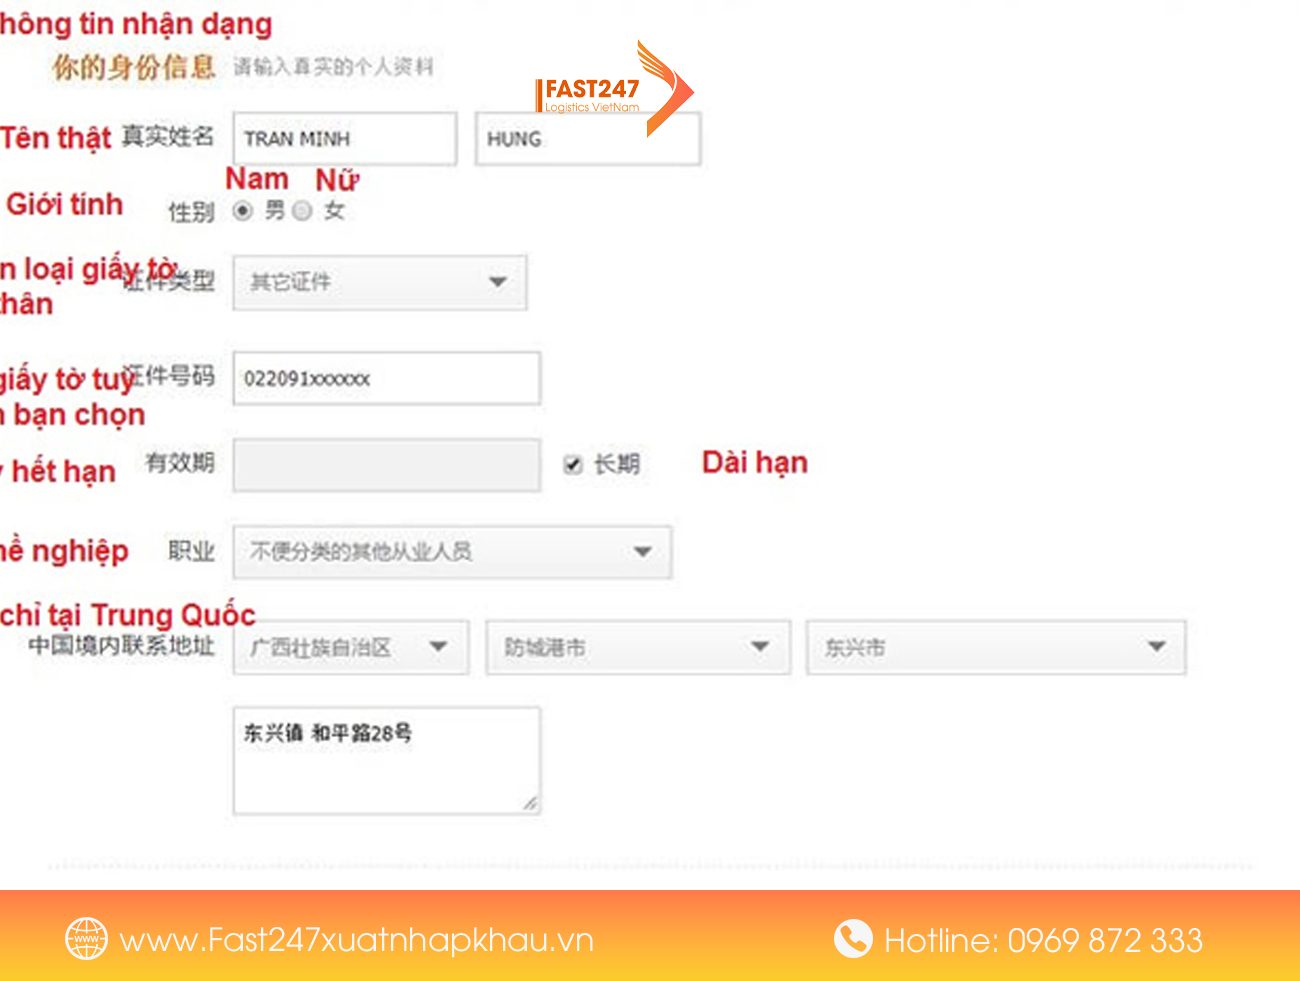 hông tin nhận dạng
你的身份信息 请输入真实的个人资料
FAST247
Logistics VietNam
Tên thật 真实姓名 TRAN MINH HUNG
Nam Nữ
Giới tính 性别 男 女
n loại giấy tờ
thân
证件类型 其它证件
giấy tờ tuỳ
n bạn chọn
证件号码 022091xxxxxx
hết hạn 有效期 长期 Dài hạn
hề nghiệp 职业 不便分类的其他从业人员
chỉ tại Trung Quốc
中国境内联系地址 广西壮族自治区 防城港市 东兴市
东兴镇 和平路28号
www.Fast247xuatnhapkhau.vn Hotline: 0969 872 333